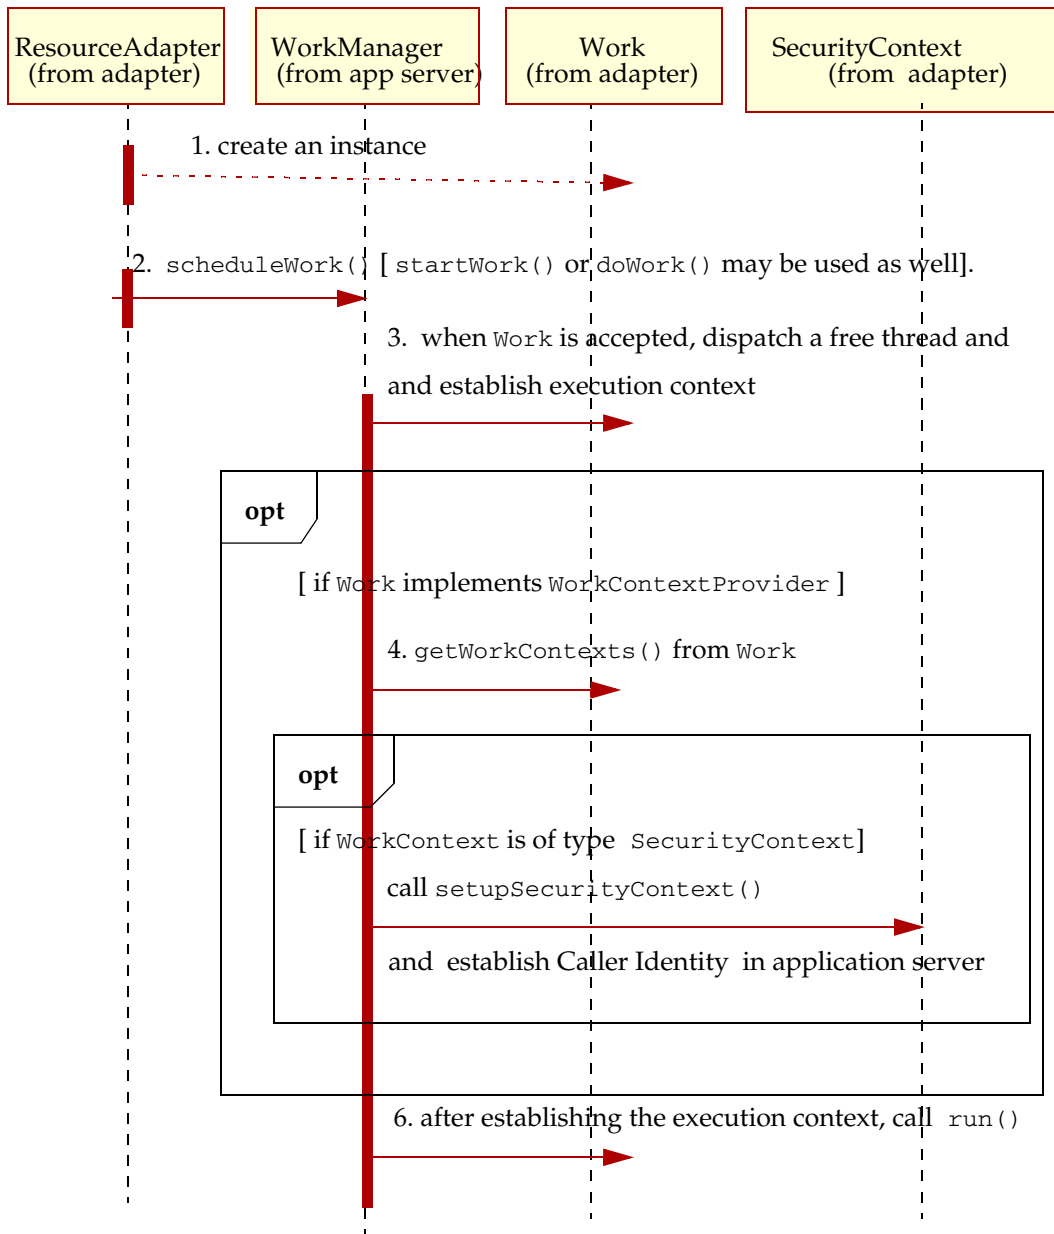 ResourceAdapter
(from adapter)
WorkManager
(from app server)
Work
(from adapter)
SecurityContext
(from adapter)
1. create an instance
2. scheduleWork() [ startWork() or doWork() may be used as well].
3. when Work is accepted, dispatch a free thread and
and establish execution context
opt
[ if Work implements WorkContextProvider ]
4. getWorkContexts() from Work
opt
[ if WorkContext is of type SecurityContext]
call setupSecurityContext()
and establish Caller Identity in application server
6. after establishing the execution context, call run()